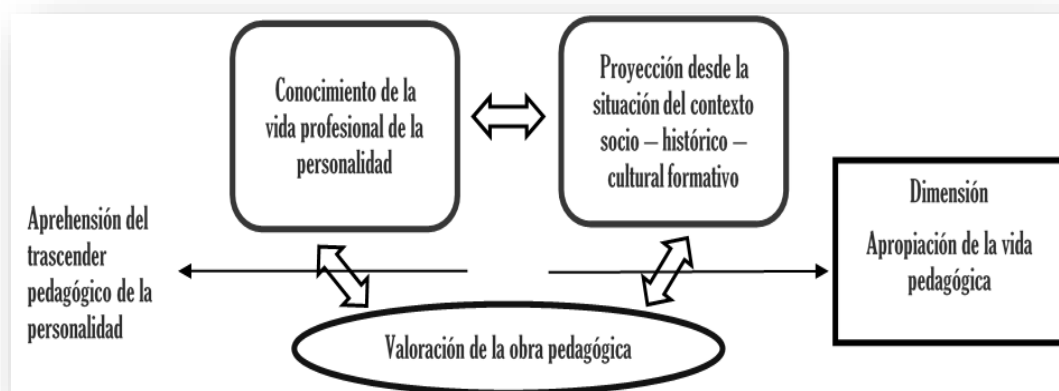 Conocimiento de la
vida profesional de la
personalidad
Proyección desde la
situación del contexto
socio – histórico –
cultural formativo
Aprehensión del
trascender
pedagógico de la
personalidad
Dimensión
Apropiación de la vida
pedagógica
Valoración de la obra pedagógica